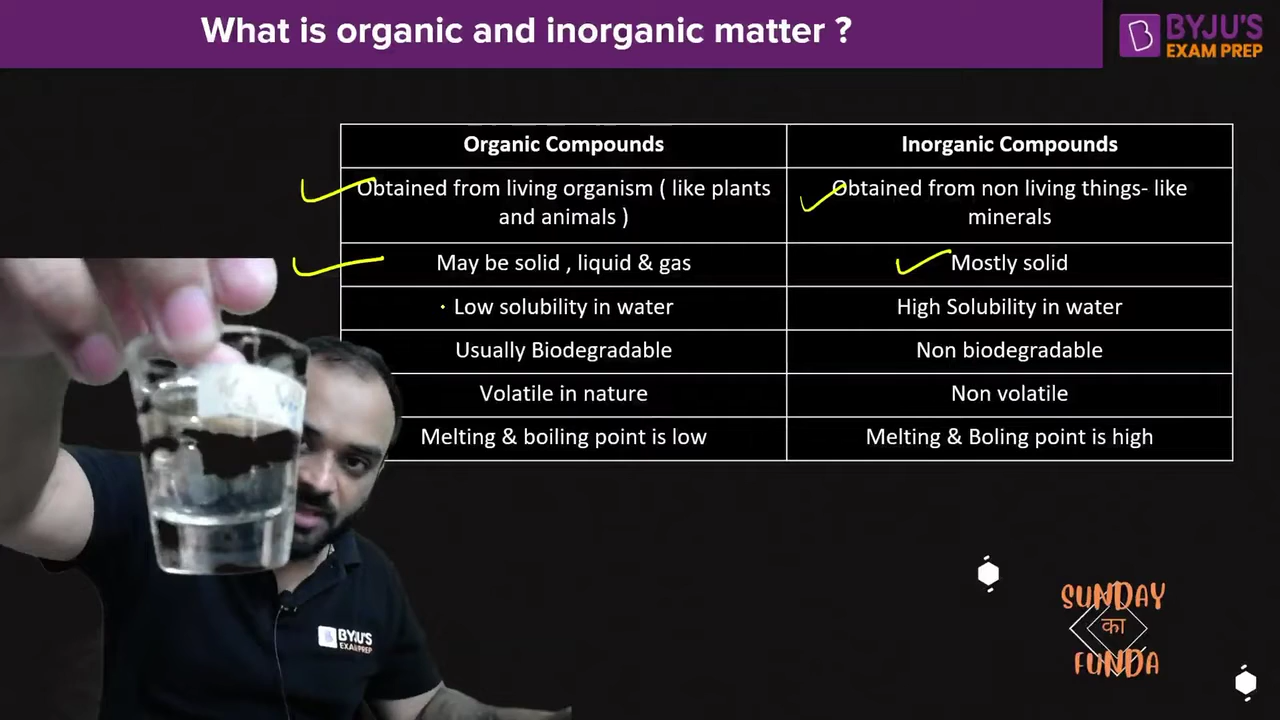 What is organic and inorganic matter ?
BYJU'S
EXAM PREP
Organic Compounds
Inorganic Compounds
Obtained from living organism ( like plants
and animals )
Obtained from non living things- like
minerals
May be solid , liquid & gas
Mostly solid
Low solubility in water
High Solubility in water
Usually Biodegradable
Non biodegradable
Volatile in nature
Non volatile
Melting & boiling point is low
Melting & Boling point is high
BYJU'S
EXAM PREP
SUNDAY
का
FUNDA